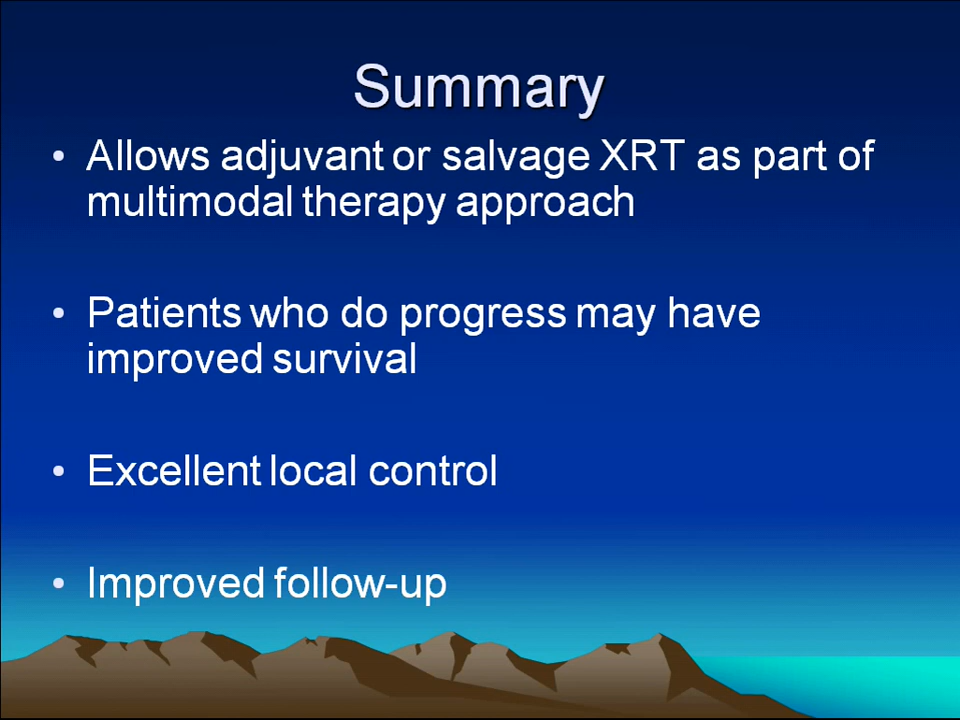 Summary
• Allows adjuvant or salvage XRT as part of
multimodal therapy approach
• Patients who do progress may have
improved survival
• Excellent local control
• Improved follow-up